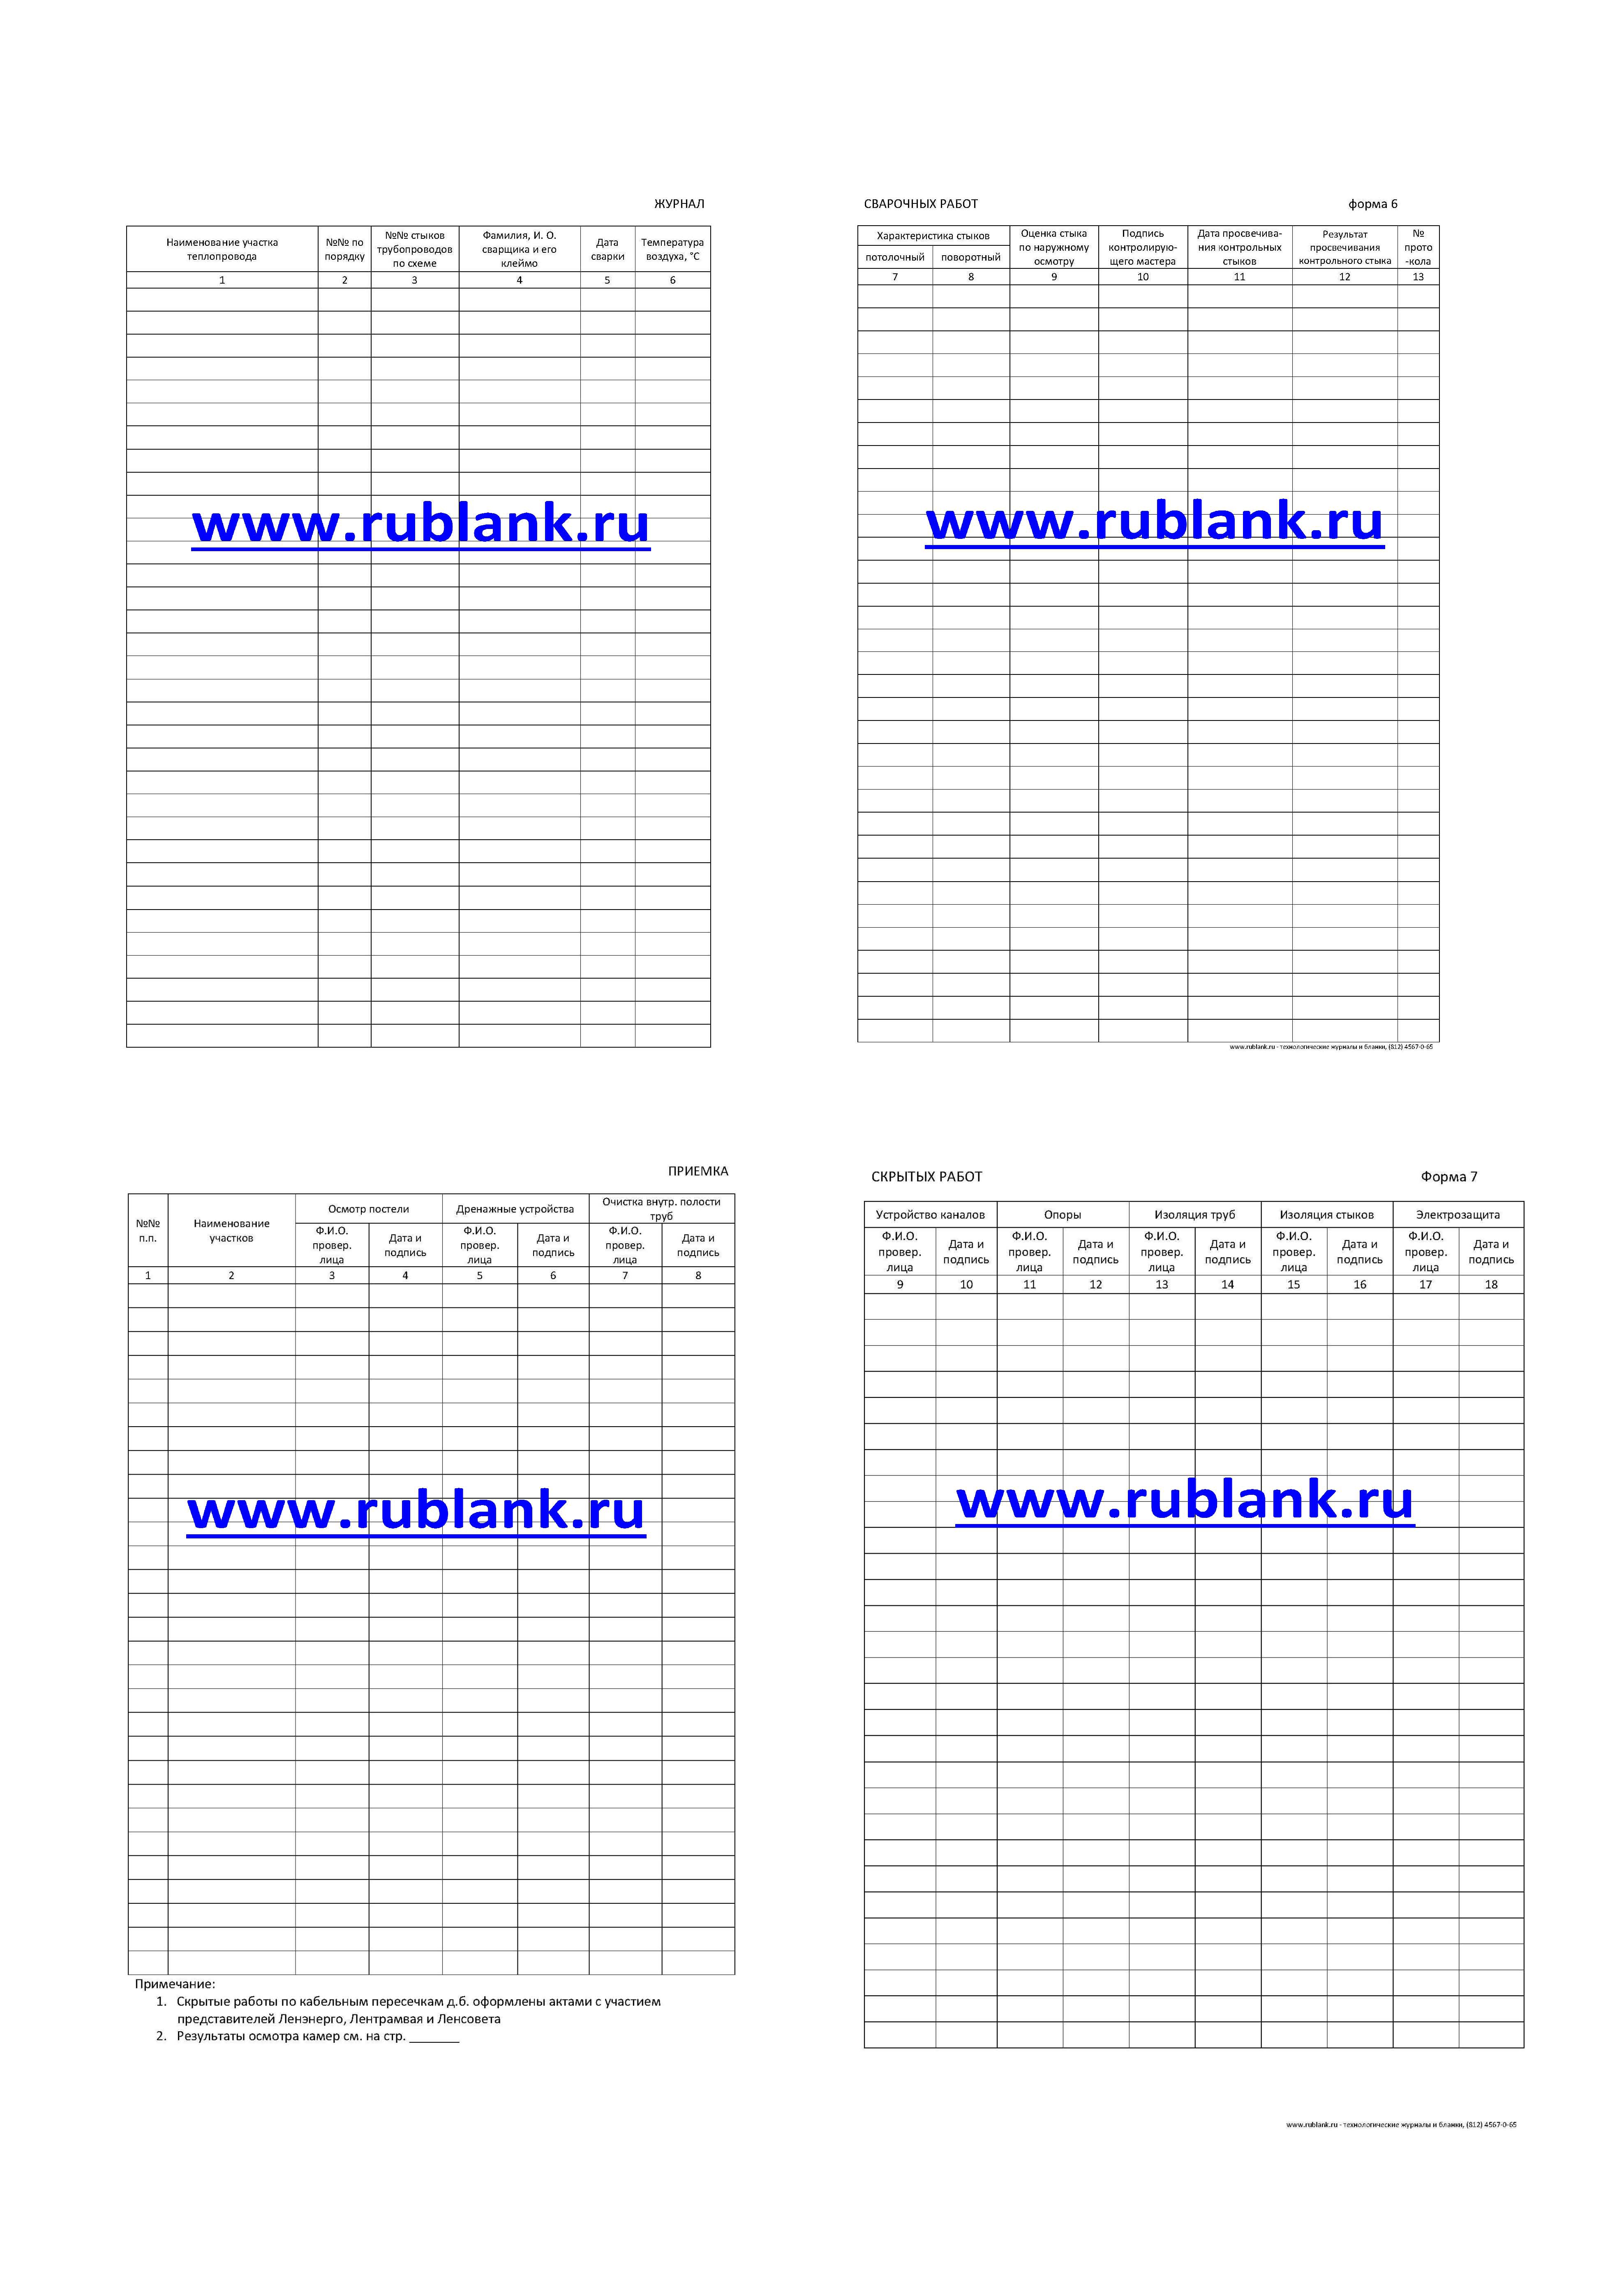 ЖУРНАЛ
Наименование участка
теплопровода
№№ по
порядку
№№ стыков
трубопроводов
по схеме
Фамилия, И. О.
сварщика и его
клеймо
Дата
сварки
Температура
воздуха, °С
1 2 3 4 5 6
www.rublank.ru
СВАРОЧНЫХ РАБОТ форма 6
Характеристика стыков
потолочный поворотный
Оценка стыка
по наружному
осмотру
Подпись
контролирую-
щего мастера
Дата просвечива-
ния контрольных
стыков
Результат
просвечивания
контрольного стыка
№
прото
-кола
7 8 9 10 11 12 13
www.rublank.ru
www.rublank.ru - технологические журналы и бланки, (812) 4567-0-65
ПРИЕМКА
№№
п.п.
Наименование
участков
Осмотр постели
Дренажные устройства
Очистка внутр. полости
труб
Ф.И.О.
провер.
лица
Дата и
подпись
Ф.И.О.
провер.
лица
Дата и
подпись
Ф.И.О.
провер.
лица
Дата и
подпись
1 2 3 4 5 6 7 8
www.rublank.ru
Примечание:
1. Скрытые работы по кабельным пересечкам д.б. оформлены актами с участием
представителей Ленэнерго, Лентрамвая и Ленсовета
2. Результаты осмотра камер см. на стр. _______
СКРЫТЫХ РАБОТ Форма 7
Устройство каналов Опоры Изоляция труб Изоляция стыков Электрозащита
Ф.И.О.
провер.
лица
Дата и
подпись
Ф.И.О.
провер.
лица
Дата и
подпись
Ф.И.О.
провер.
лица
Дата и
подпись
Ф.И.О.
провер.
лица
Дата и
подпись
Ф.И.О.
провер.
лица
Дата и
подпись
9 10 11 12 13 14 15 16 17 18
www.rublank.ru
www.rublank.ru - технологические журналы и бланки, (812) 4567-0-65